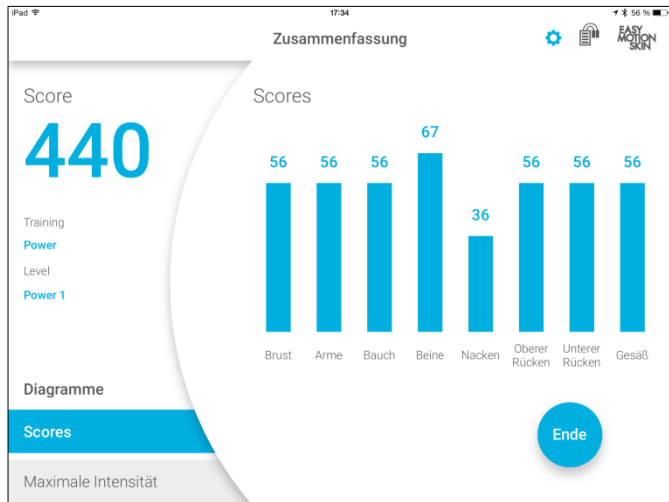 iPad 17:34 56 %
Zusammenfassung
EASY
MOTION
SKIN
Score
440
Training
Power
Level
Power 1
Diagramme
Scores
Maximale Intensität
Scores
56 56 56 67 36 56 56 56
Brust Arme Bauch Beine Nacken Oberer Rücken Unterer Rücken Gesäß
Ende